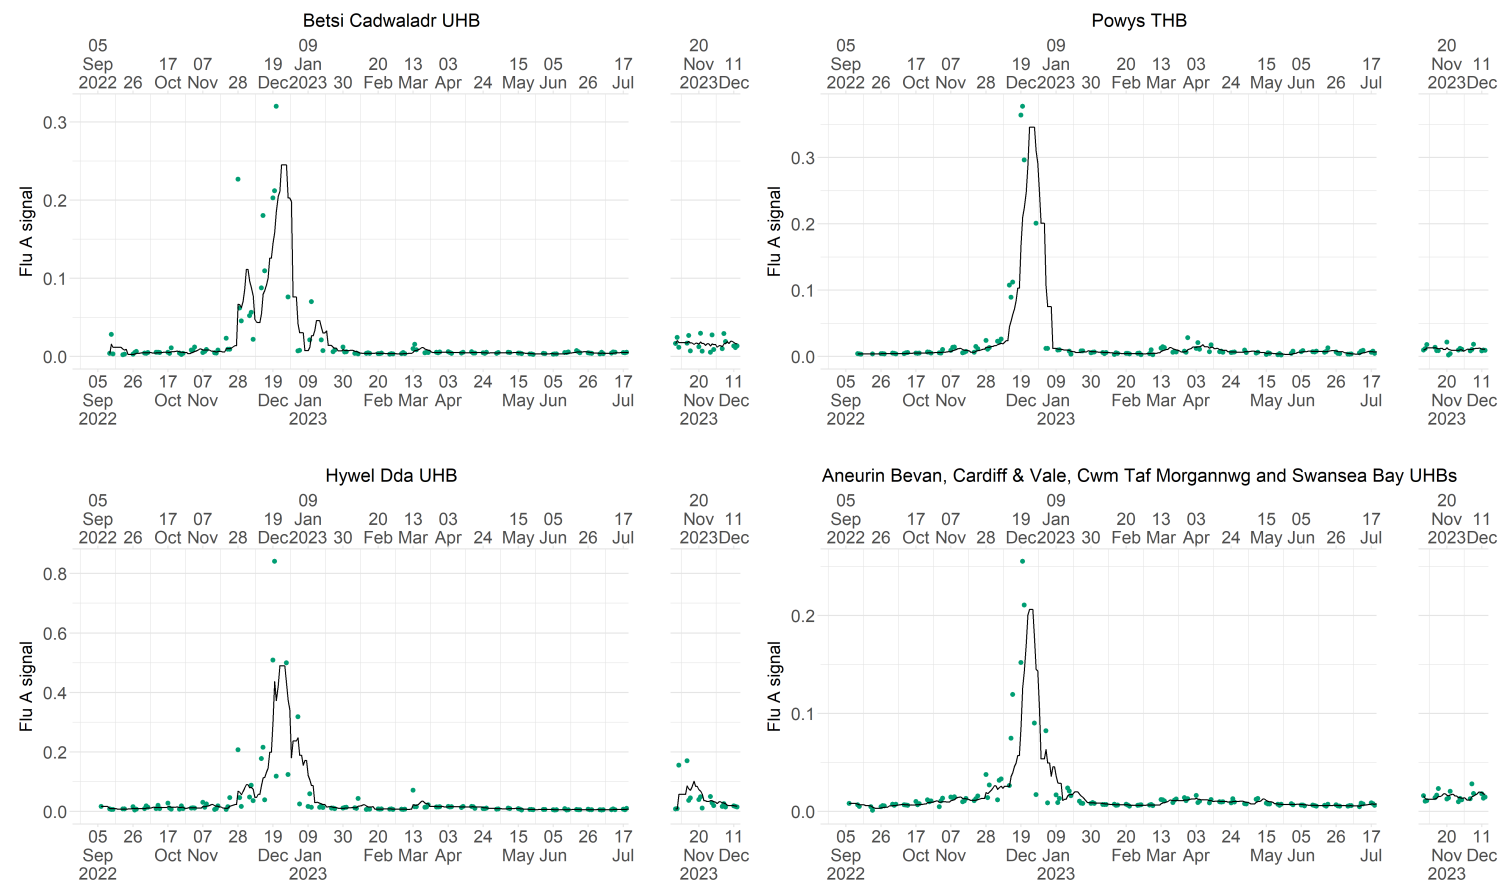 Betsi Cadwaladr UHB
05 09 20
Sep 17 07 19 Jan 20 13 03 15 05 17 Nov 11
2022 26 Oct Nov 28 Dec 2023 30 Feb Mar Apr 24 May Jun 26 Jul 2023 Dec
Flu A signal
0.3
0.2
0.1
0.0
05 26 17 07 28 19 09 30 20 13 03 24 15 05 26 17 20 11
Sep Oct Nov Dec Jan Feb Mar Apr May Jun Jul Nov Dec
2022 2023 2023
Powys THB
05 09 20
Sep 17 07 19 Jan 20 13 03 15 05 17 Nov 11
2022 26 Oct Nov 28 Dec 2023 30 Feb Mar Apr 24 May Jun 26 Jul 2023 Dec
Flu A signal
0.3
0.2
0.1
0.0
05 26 17 07 28 19 09 30 20 13 03 24 15 05 26 17 20 11
Sep Oct Nov Dec Jan Feb Mar Apr May Jun Jul Nov Dec
2022 2023 2023
Hywel Dda UHB
05 09 20
Sep 17 07 19 Jan 20 13 03 15 05 17 Nov 11
2022 26 Oct Nov 28 Dec 2023 30 Feb Mar Apr 24 May Jun 26 Jul 2023 Dec
Flu A signal
0.8
0.6
0.4
0.2
0.0
05 26 17 07 28 19 09 30 20 13 03 24 15 05 26 17 20 11
Sep Oct Nov Dec Jan Feb Mar Apr May Jun Jul Nov Dec
2022 2023 2023
Aneurin Bevan, Cardiff & Vale, Cwm Taf Morgannwg and Swansea Bay UHBs
05 09 20
Sep 17 07 19 Jan 20 13 03 15 05 17 Nov 11
2022 26 Oct Nov 28 Dec 2023 30 Feb Mar Apr 24 May Jun 26 Jul 2023 Dec
Flu A signal
0.2
0.1
0.0
05 26 17 07 28 19 09 30 20 13 03 24 15 05 26 17 20 11
Sep Oct Nov Dec Jan Feb Mar Apr May Jun Jul Nov Dec
2022 2023 2023